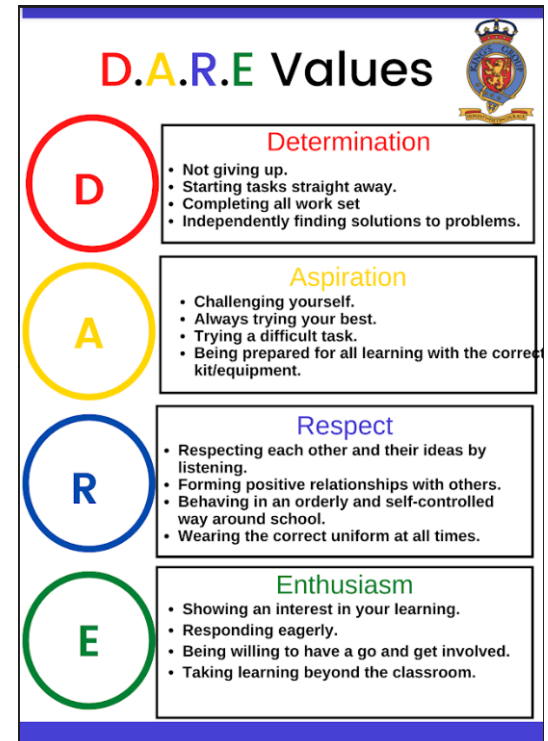 D.A.R.E Values
KING'S GROUP
D
Determination
• Not giving up.
• Starting tasks straight away.
• Completing all work set
• Independently finding solutions to problems.
A
Aspiration
• Challenging yourself.
• Always trying your best.
• Trying a difficult task.
• Being prepared for all learning with the correct
kit/equipment.
R
Respect
• Respecting each other and their ideas by
listening.
• Forming positive relationships with others.
• Behaving in an orderly and self-controlled
way around school.
• Wearing the correct uniform at all times.
E
Enthusiasm
• Showing an interest in your learning.
• Responding eagerly.
• Being willing to have a go and get involved.
• Taking learning beyond the classroom.